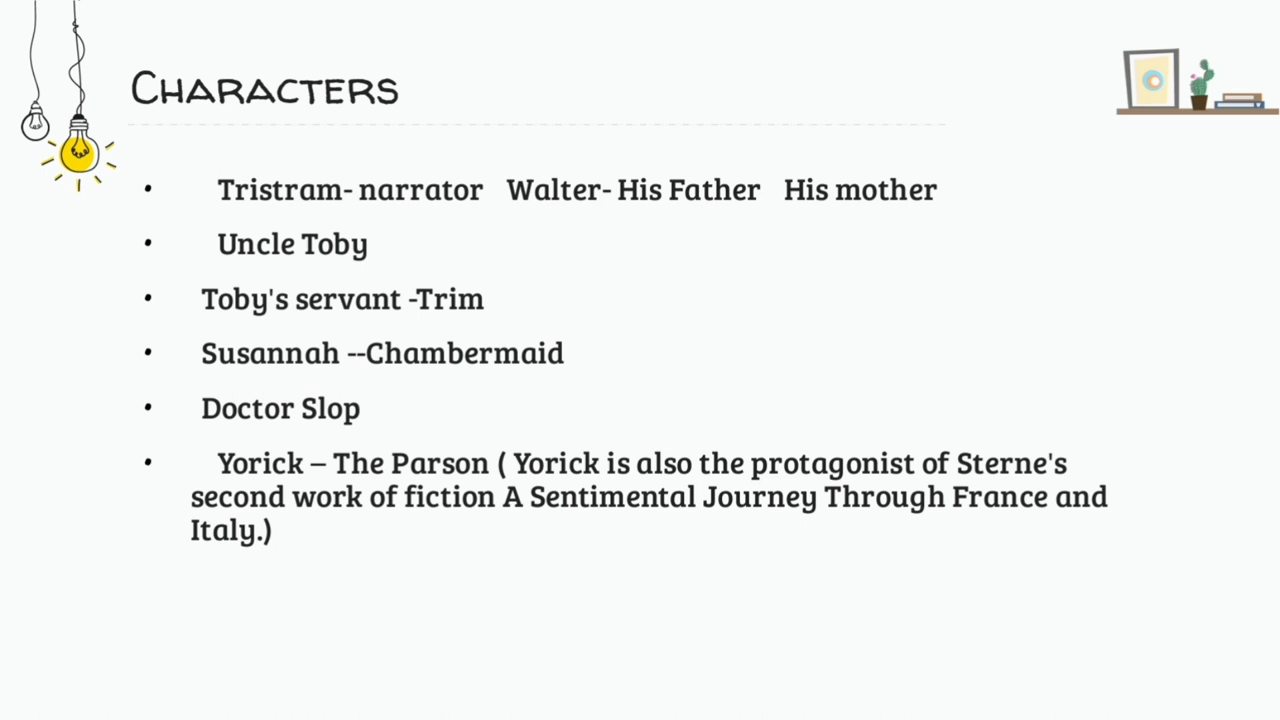 Characters
• Tristram- narrator Walter- His Father His mother
• Uncle Toby
• Toby's servant -Trim
• Susannah --Chambermaid
• Doctor Slop
• Yorick – The Parson ( Yorick is also the protagonist of Sterne's
second work of fiction A Sentimental Journey Through France and
Italy.)